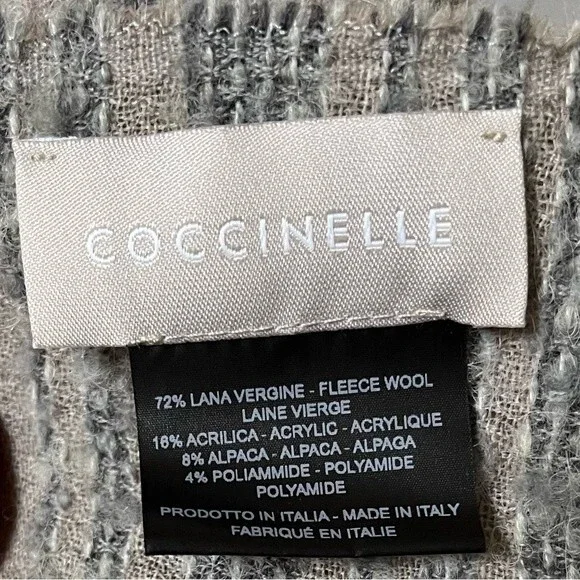 COCCINELLE
72% LANA VERGINE - FLEECE WOOL
LAINE VIERGE
16% ACRILICA - ACRYLIC - ACRYLIQUE
8% ALPACA - ALPACA - ALPAGA
4% POLIAMMIDE - POLYAMIDE
POLYAMIDE
PRODOTTO IN ITALIA - MADE IN ITALY
FABRIQUÉ EN ITALIE